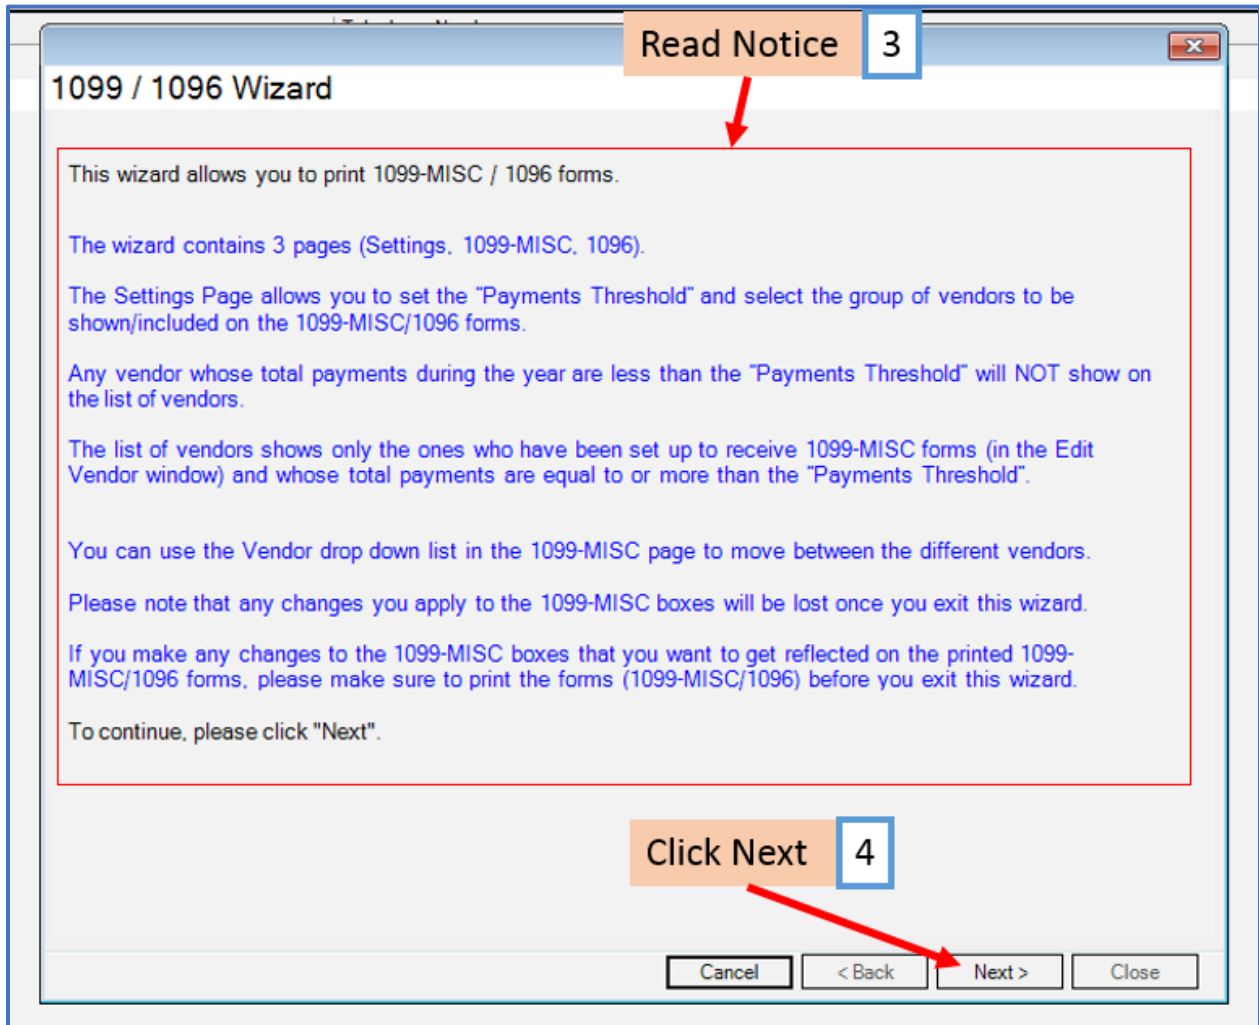 Read Notice 3
1099 / 1096 Wizard
This wizard allows you to print 1099-MISC / 1096 forms.
The wizard contains 3 pages (Settings, 1099-MISC, 1096).
The Settings Page allows you to set the "Payments Threshold" and select the group of vendors to be
shown/included on the 1099-MISC/1096 forms.
Any vendor whose total payments during the year are less than the "Payments Threshold" will NOT show on
the list of vendors.
The list of vendors shows only the ones who have been set up to receive 1099-MISC forms (in the Edit
Vendor window) and whose total payments are equal to or more than the "Payments Threshold".
You can use the Vendor drop down list in the 1099-MISC page to move between the different vendors.
Please note that any changes you apply to the 1099-MISC boxes will be lost once you exit this wizard.
If you make any changes to the 1099-MISC boxes that you want to get reflected on the printed 1099-
MISC/1096 forms, please make sure to print the forms (1099-MISC/1096) before you exit this wizard.
To continue, please click "Next".
Click Next 4
Cancel < Back Next > Close